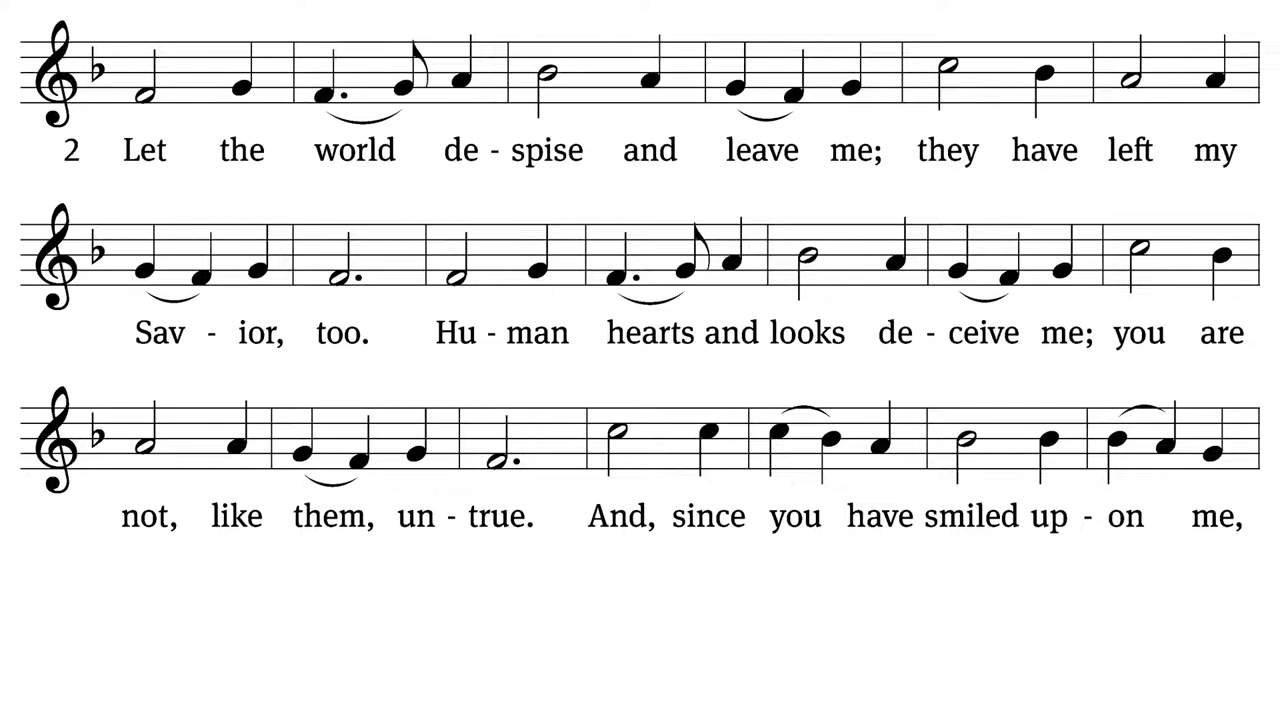 2 Let the world de - spise and leave me; they have left my
Sav - ior, too. Hu - man hearts and looks de - ceive me; you are
not, like them, un - true. And, since you have smiled up - on me,